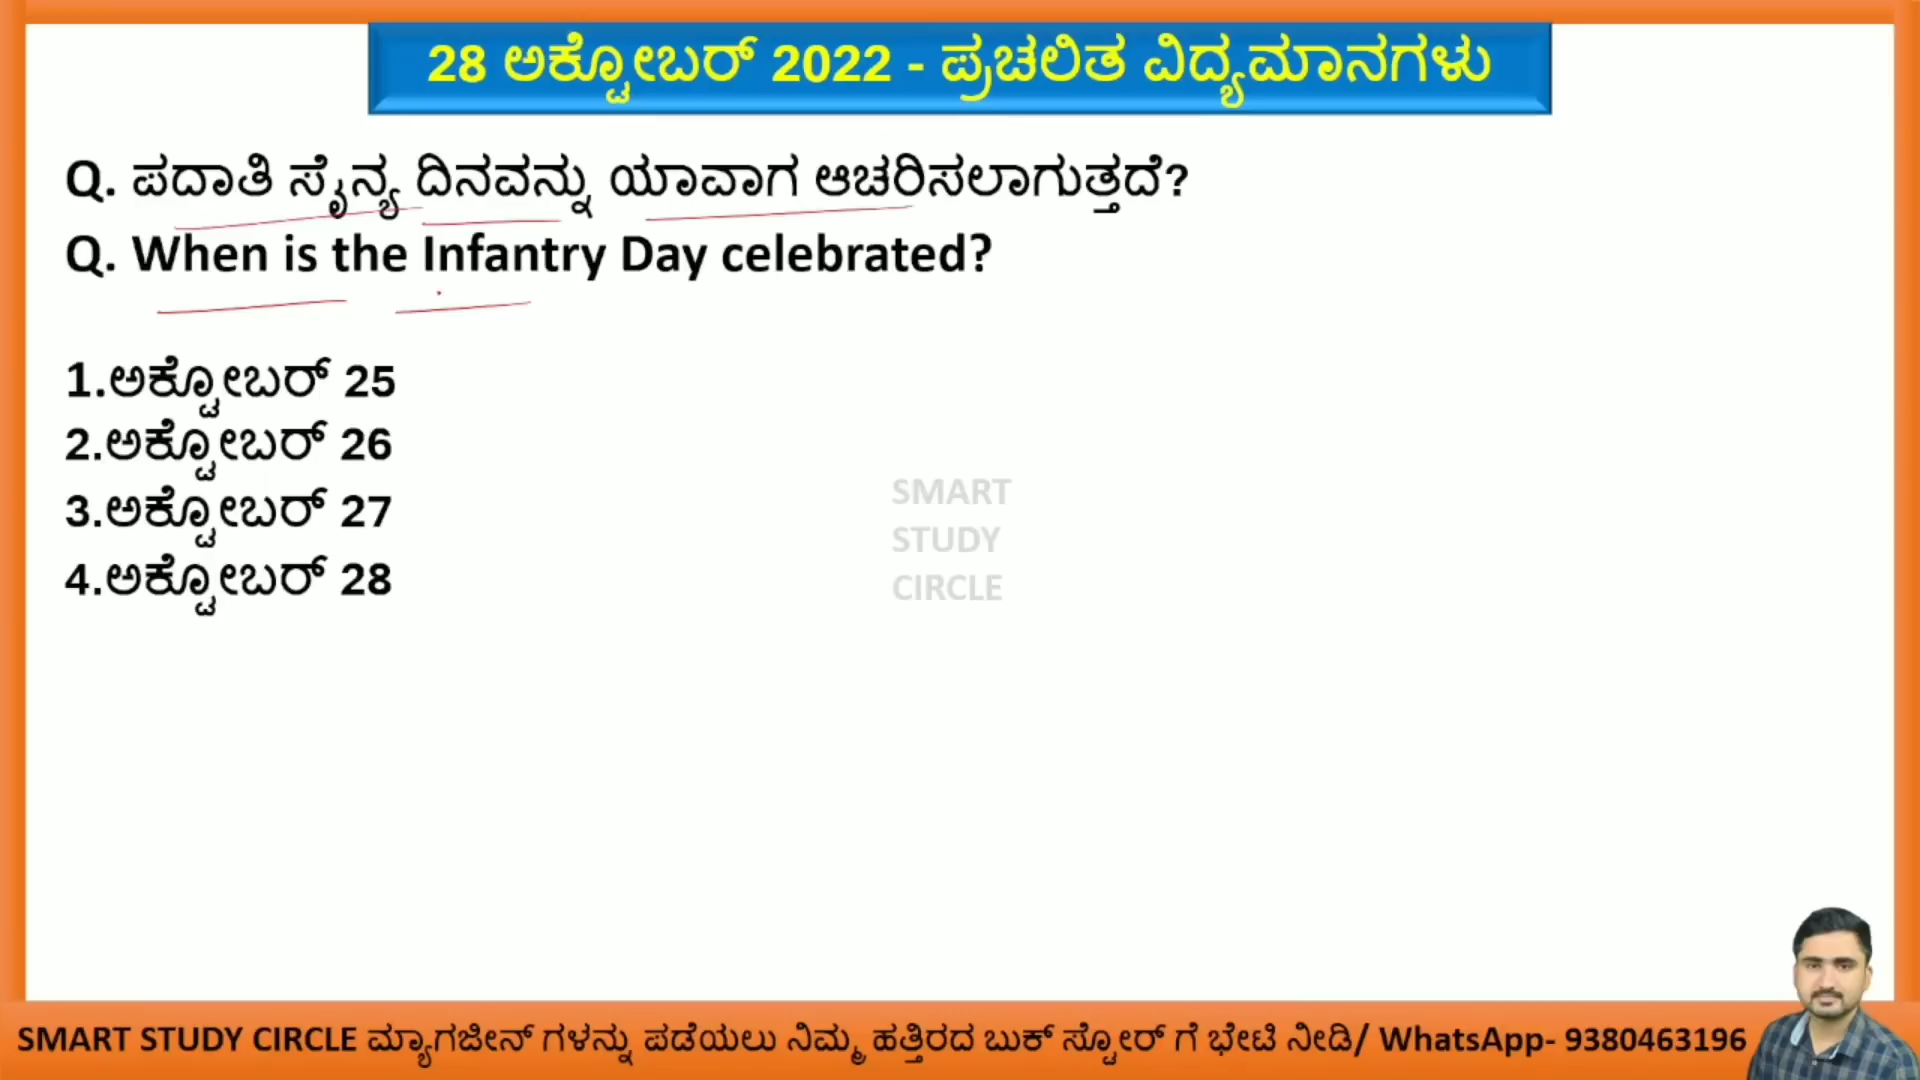 28 ಅಕ್ಟೋಬರ್ 2022 - ಪ್ರಚಲಿತ ವಿದ್ಯಮಾನಗಳು
Q. ಪದಾತಿ ಸೈನ್ಯ ದಿನವನ್ನು ಯಾವಾಗ ಆಚರಿಸಲಾಗುತ್ತದೆ?
Q. When is the Infantry Day celebrated?
1.ಅಕ್ಟೋಬರ್ 25
2.ಅಕ್ಟೋಬರ್ 26
3.ಅಕ್ಟೋಬರ್ 27
4.ಅಕ್ಟೋಬರ್ 28
SMART
STUDY
CIRCLE
SMART STUDY CIRCLE ಮ್ಯಾಗಜೀನ್ ಗಳನ್ನು ಪಡೆಯಲು ನಿಮ್ಮ ಹತ್ತಿರದ ಬುಕ್ ಸ್ಟೋರ್ ಗೆ ಭೇಟಿ ನೀಡಿ/ WhatsApp- 9380463196